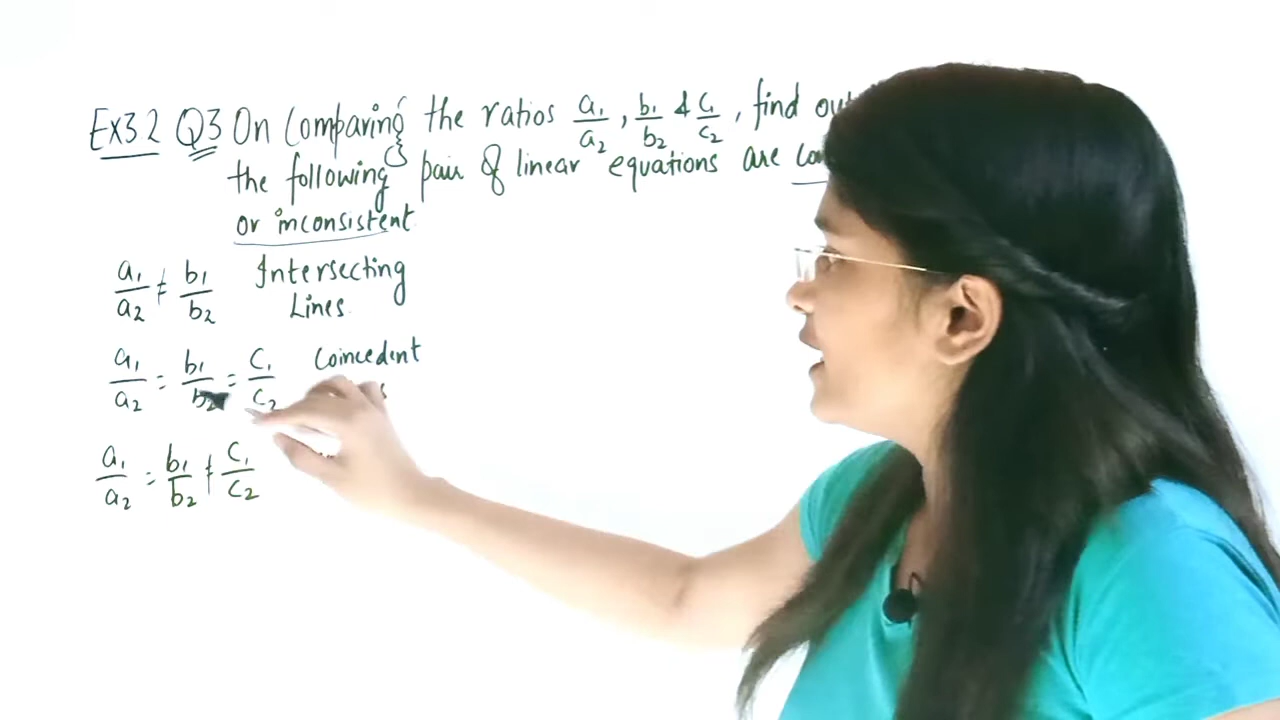 Ex3 2 Q3 On Comparing the ratios a₁/a₂, b₁/b₂ & c₁/c₂, find
the following pair of linear equations are
or inconsistent
a₁/a₂ ≠ b₁/b₂ Intersecting
Lines.
a₁/a₂ = b₁/b₂ = c₁/c₂ Coincedent
a₁/a₂ = b₁/b₂ ≠ c₁/c₂